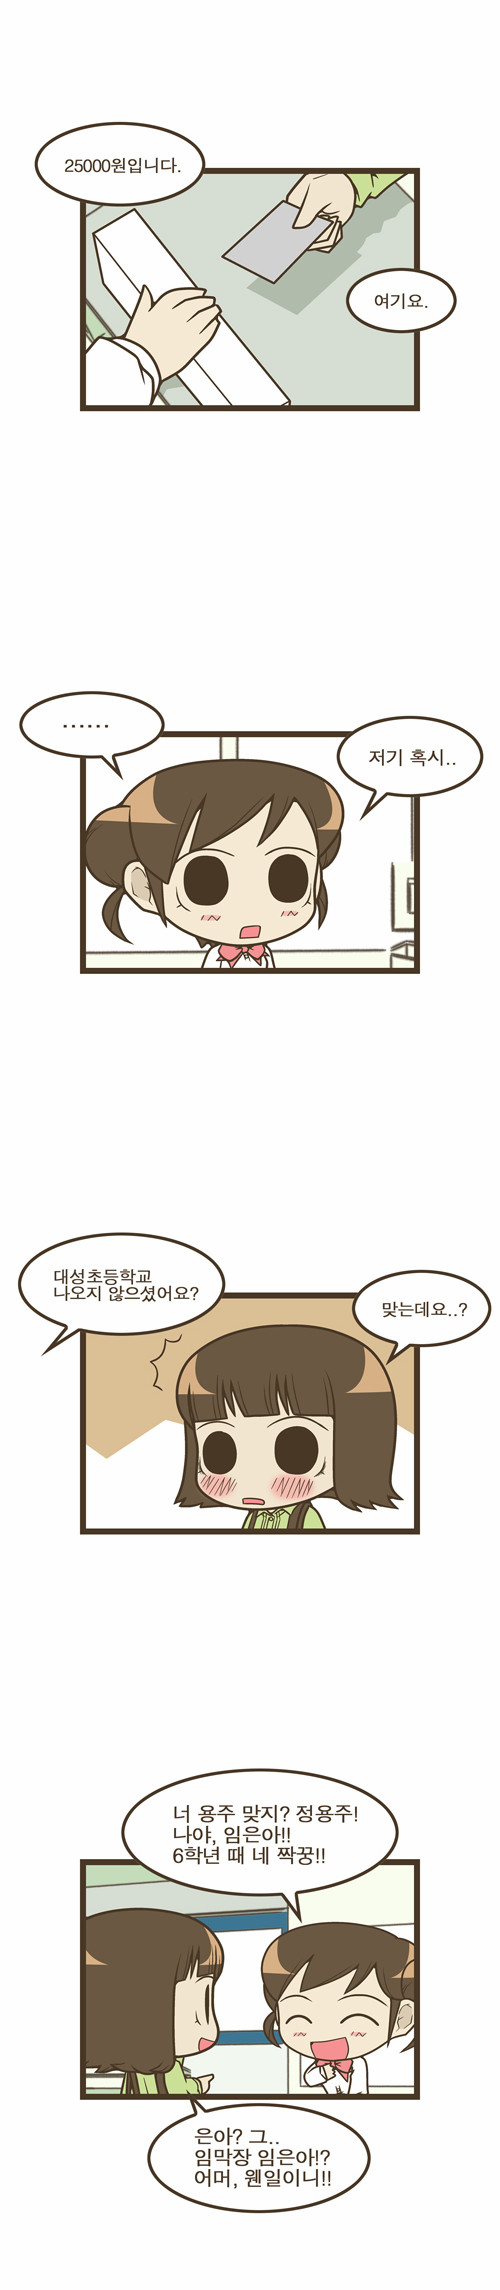 25000원입니다.
여기요.
......
저기 혹시..
대성초등학교
나오지 않으셨어요?
맞는데요..?
너 용주 맞지? 정용주!
나야, 임은아!!
6학년 때 네 짝꿍!!
은아? 그..
임막장 임은아!?
어머, 웬일이니!!